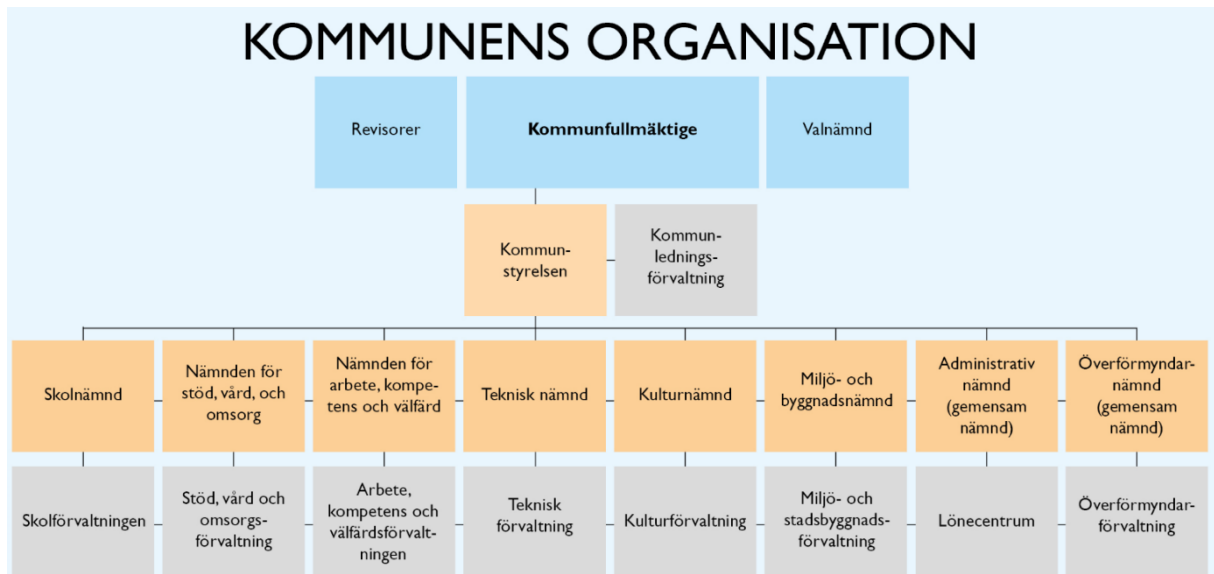 KOMMUNENS ORGANISATION
Revisorer
Kommunfullmäktige
Valnämnd
Kommun-
styrelsen
Kommun-
lednings-
förvaltning
Skolnämnd
Nämnden för
stöd, vård, och
omsorg
Nämnden för
arbete, kompe-
tens och välfärd
Teknisk nämnd
Kulturnämnd
Miljö- och
byggnadsnämnd
Administrativ
nämnd
(gemensam
nämnd)
Överförmyndar-
nämnd
(gemensam
nämnd)
Skolförvaltningen
Stöd, vård och
omsorgs-
förvaltning
Arbete,
kompetens och
välfärdsförvalt-
ningen
Teknisk
förvaltning
Kulturförvaltning
Miljö- och
stadsbyggnads-
förvaltning
Lönecentrum
Överförmyndar-
förvaltning